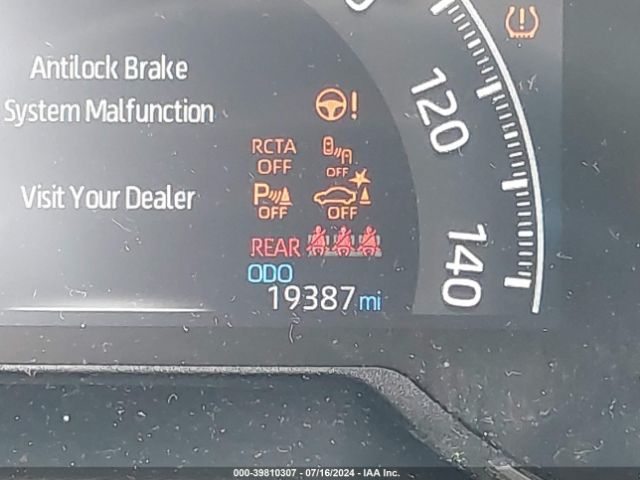 Antilock Brake
System Malfunction
Visit Your Dealer
RCTA
OFF
OFF
P
OFF
OFF
REAR
ODO
19387 mi
120
140
000-39810307 - 07/16/2024 - IAA Inc.